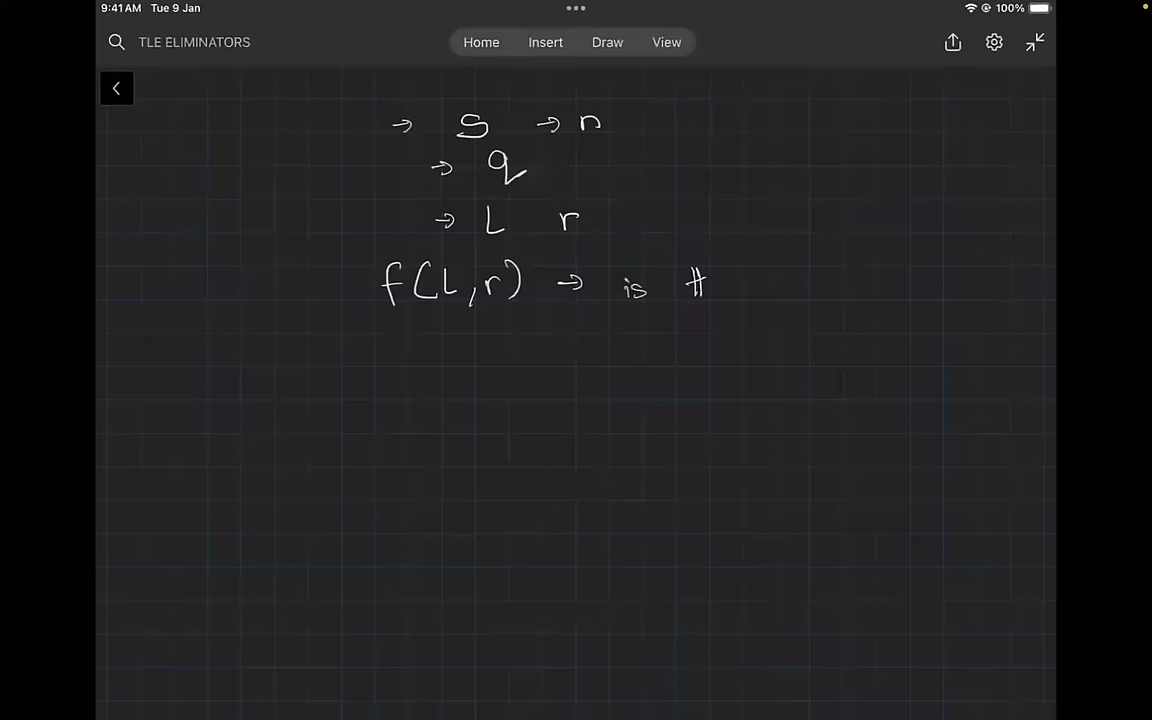 9:41 AM Tue 9 Jan 100%
TLE ELIMINATORS Home Insert Draw View
→ S → n
→ q
→ L r
f(L,r) → is #